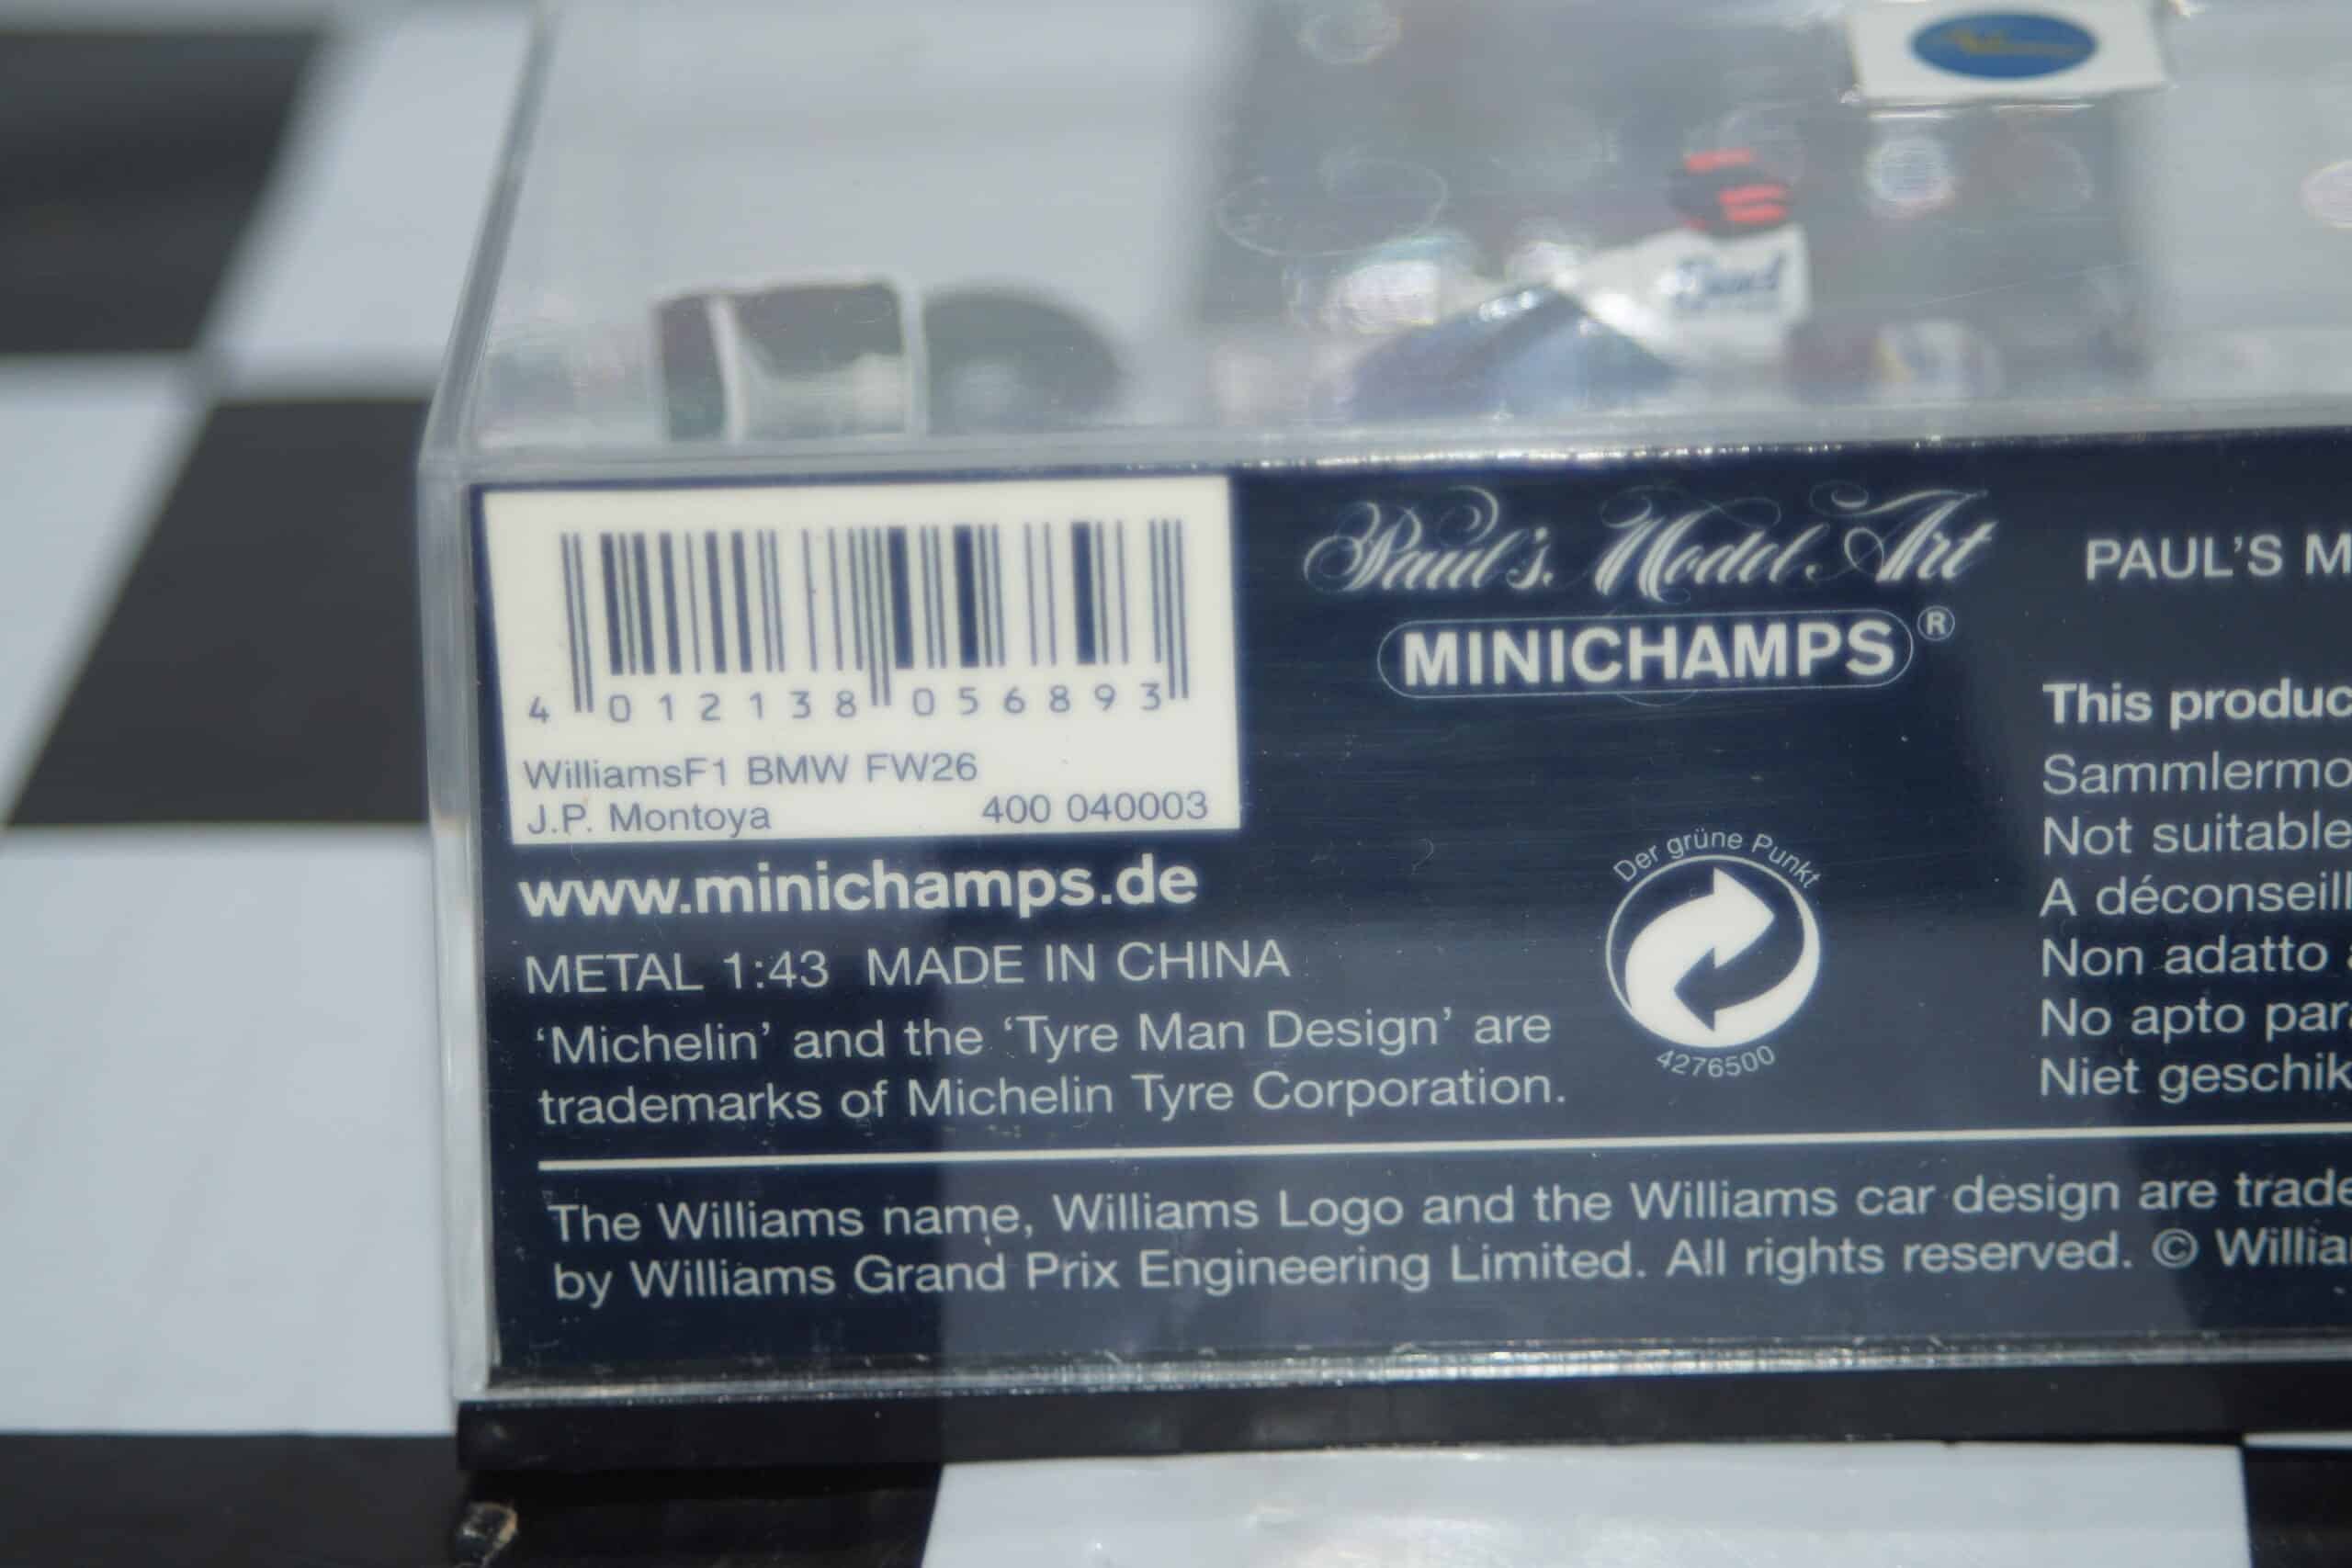 4 012138 056893
WilliamsF1 BMW FW26
J.P. Montoya 400 040003
www.minichamps.de
METAL 1:43 MADE IN CHINA
'Michelin' and the 'Tyre Man Design' are
trademarks of Michelin Tyre Corporation.
Paul's Model Art
MINICHAMPS®
Der grüne Punkt
4276500
PAUL'S M
This produc
Sammlermo
Not suitable
A déconseill
Non adatto
No apto par
Niet geschik
The Williams name, Williams Logo and the Williams car design are trade
by Williams Grand Prix Engineering Limited. All rights reserved. © Willia